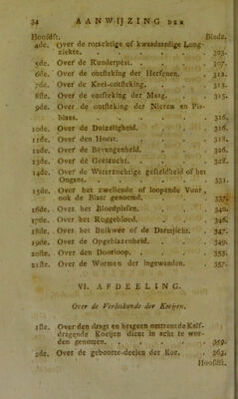 34 AANWIJZING DER
Hoofdst. Bladz.
4de. Over de rotachtige of kwaadaardige Long-
ziekte. . . . . 303.
5de. Over de Runderpest. . . . 307.
6de. Over de ontsteking der Herssenen. . 312.
7de. Over de Keel-ontsteking. . . 313.
8ste. Over de ontsteking der Maag. . . 315.
9de. Over de ontsteking der Nieren en Pis-
blaas. . . . . 316.
10de. Over de Duizeligheid. . . . 316.
11de. Over den Hoest. . . . 318.
12de. Over de Bevangenheid. . . . 326.
13de. Over de Geelzucht. . . . 328.
14de. Over de Waterzuchtige gesteldheid of het
Ongans. . . . . 331.
15de. Over het zwellende of loopende Vuur,
ook de Blaar genoemd. . . . 337.
16de. Over het Bloedpissen. . . . 340.
17de. Over het Ruggebloed. . . . 346.
18de. Over het Buikwee of de Darmjicht. . 347.
19de. Over de Opgeblazenheid. . . 349.
20ste. Over den Doorloop. . . . 353.
21ste. Over de Wormen der ingewanden. . 357.
VI. AFDEELING.
Over de Verloskunde der Koeijen.
1ste. Over den dragt en hetgeen omtrent de Kalf-
dragende Koeijen dient in acht te wor-
den genomen. . . . . 359.
2de. Over de geboorte-deelen der Koe. . 363.
Hoofdst.